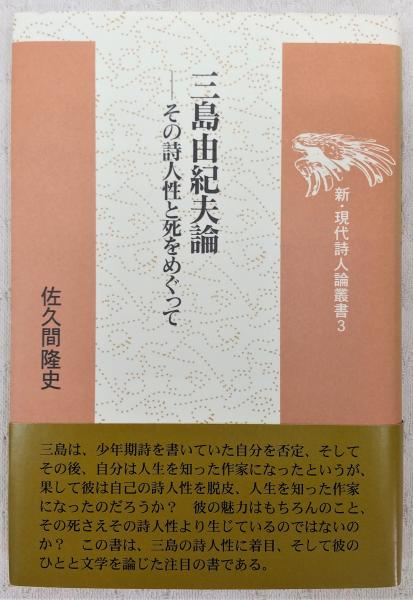 新・現代詩人論叢書3
三島由紀夫論
──その詩人性と死をめぐって
佐久間隆史
三島は、少年期詩を書いていた自分を否定、そして
その後、自分は人生を知った作家になったというが、
果して彼は自己の詩人性を脱皮、人生を知った作家
になったのだろうか？　彼の魅力はもちろんのこと、
その死さえその詩人性より生じているのではないの
か？　この書は、三島の詩人性に着目、そして彼の
ひとと文学を論じた注目の書である。